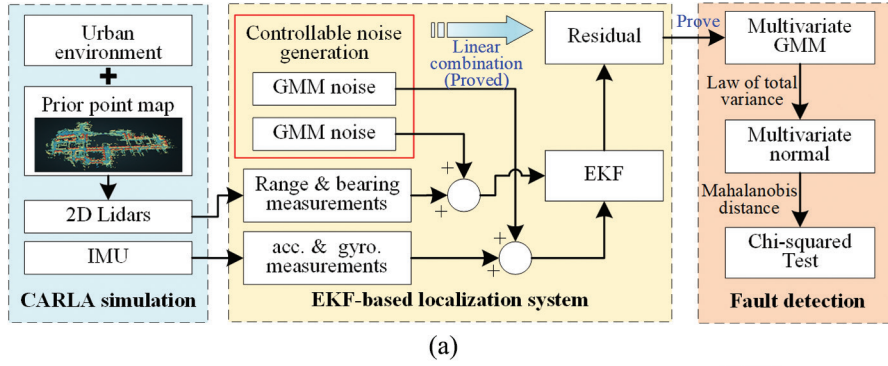 Urban
environment
+
Prior point map
2D Lidars
IMU
CARLA simulation
Controllable noise
generation
GMM noise
GMM noise
Range & bearing
measurements
acc. & gyro.
measurements
+
+
+
+
Linear
combination
(Proved)
Residual
EKF
EKF-based localization system
Prove
Multivariate
GMM
Law of total
variance
Multivariate
normal
Mahalanobis
distance
Chi-squared
Test
Fault detection
(a)